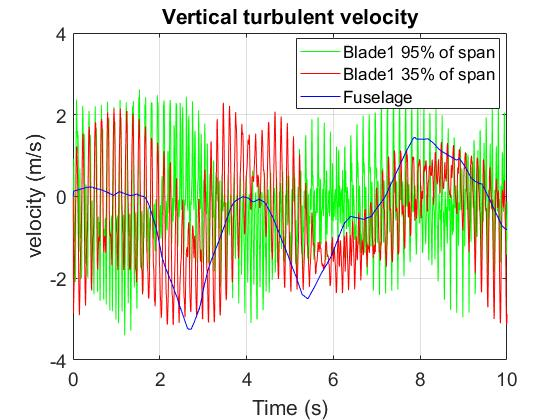 Vertical turbulent velocity
Blade1 95% of span
Blade1 35% of span
Fuselage
velocity (m/s)
4
2
0
-2
-4
0 2 4 6 8 10
Time (s)